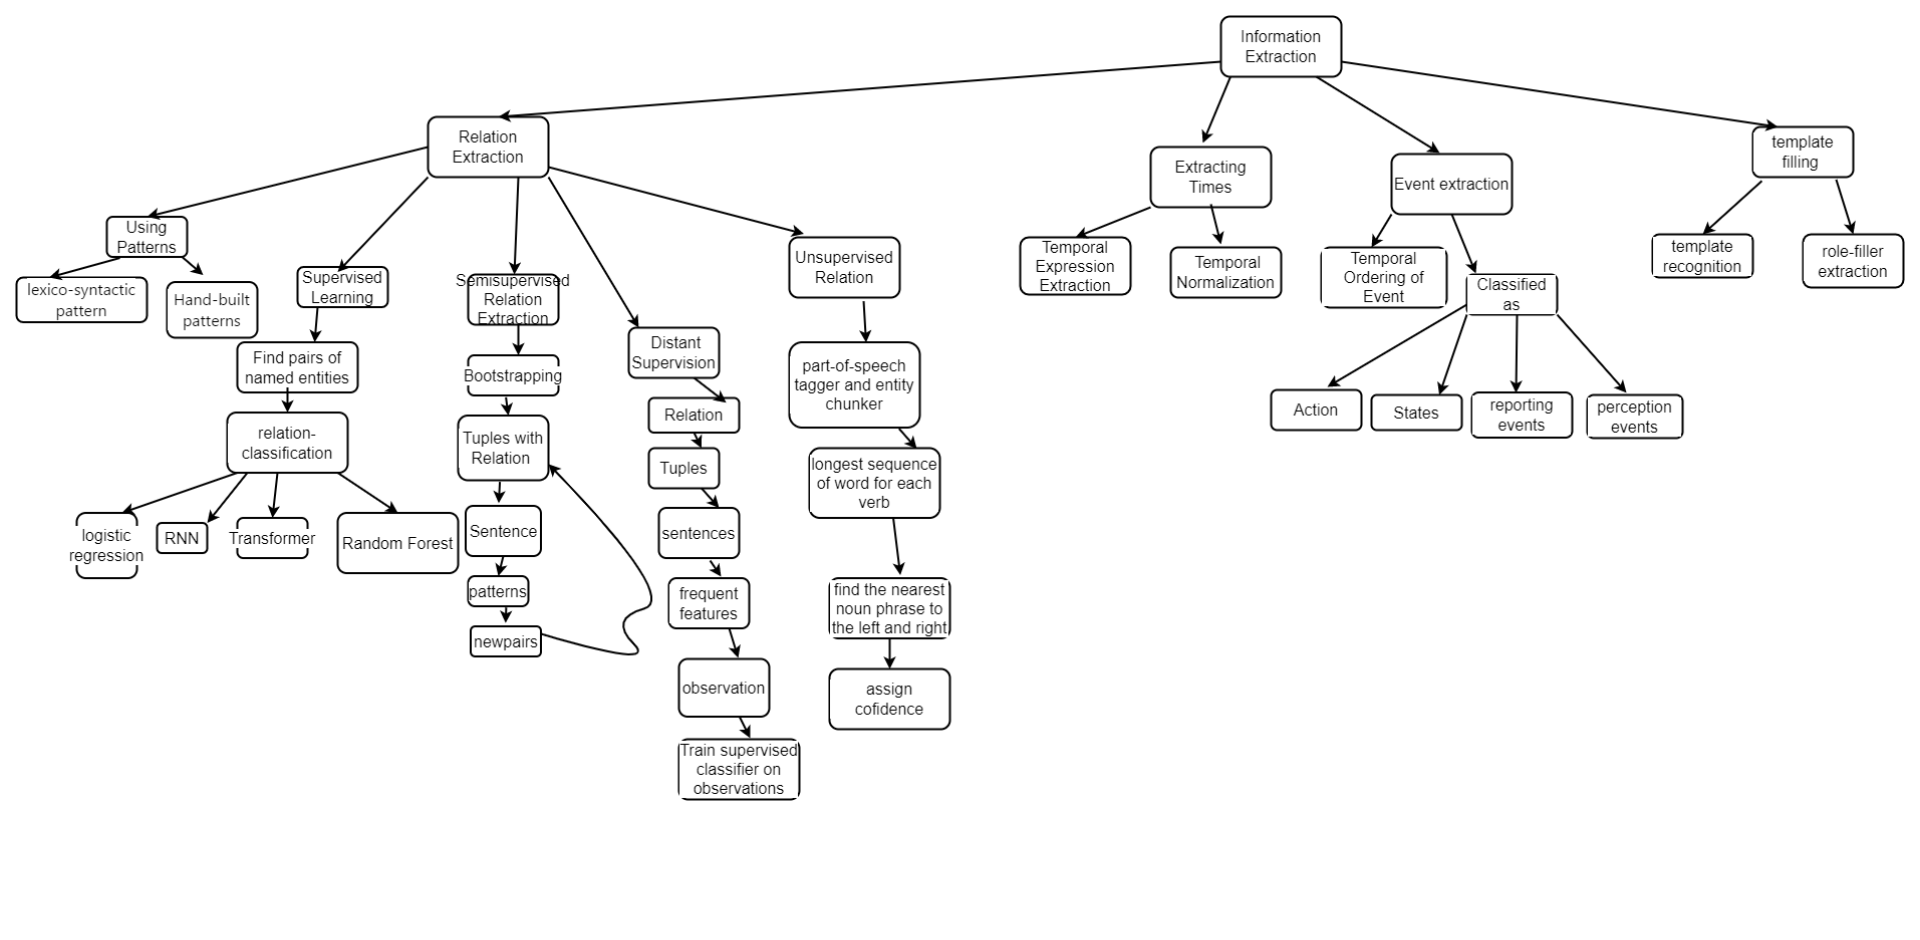 Information
Extraction
Relation
Extraction
Extracting
Times
Event extraction
template
filling
Using
Patterns
lexico-syntactic
pattern
Hand-built
patterns
Supervised
Learning
Find pairs of
named entities
relation-
classification
logistic
regression
RNN
Transformer
Random Forest
Semisupervised
Relation
Extraction
Bootstrapping
Tuples with
Relation
Sentence
patterns
newpairs
Distant
Supervision
Relation
Tuples
sentences
frequent
features
observation
Train supervised
classifier on
observations
Unsupervised
Relation
part-of-speech
tagger and entity
chunker
longest sequence
of word for each
verb
find the nearest
noun phrase to
the left and right
assign
cofidence
Temporal
Expression
Extraction
Temporal
Normalization
Temporal
Ordering of
Event
Classified
as
Action
States
reporting
events
perception
events
template
recognition
role-filler
extraction